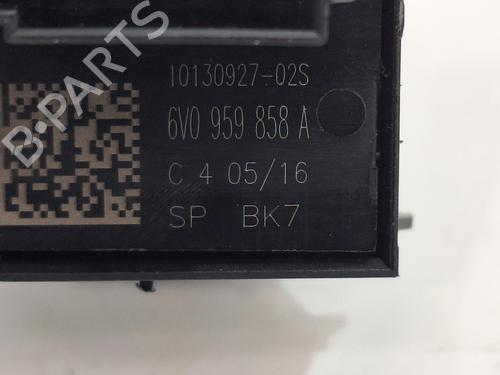 10130927-02S
6V0 959 858 A
C 4 05/16
SP BK7
B-PARTS